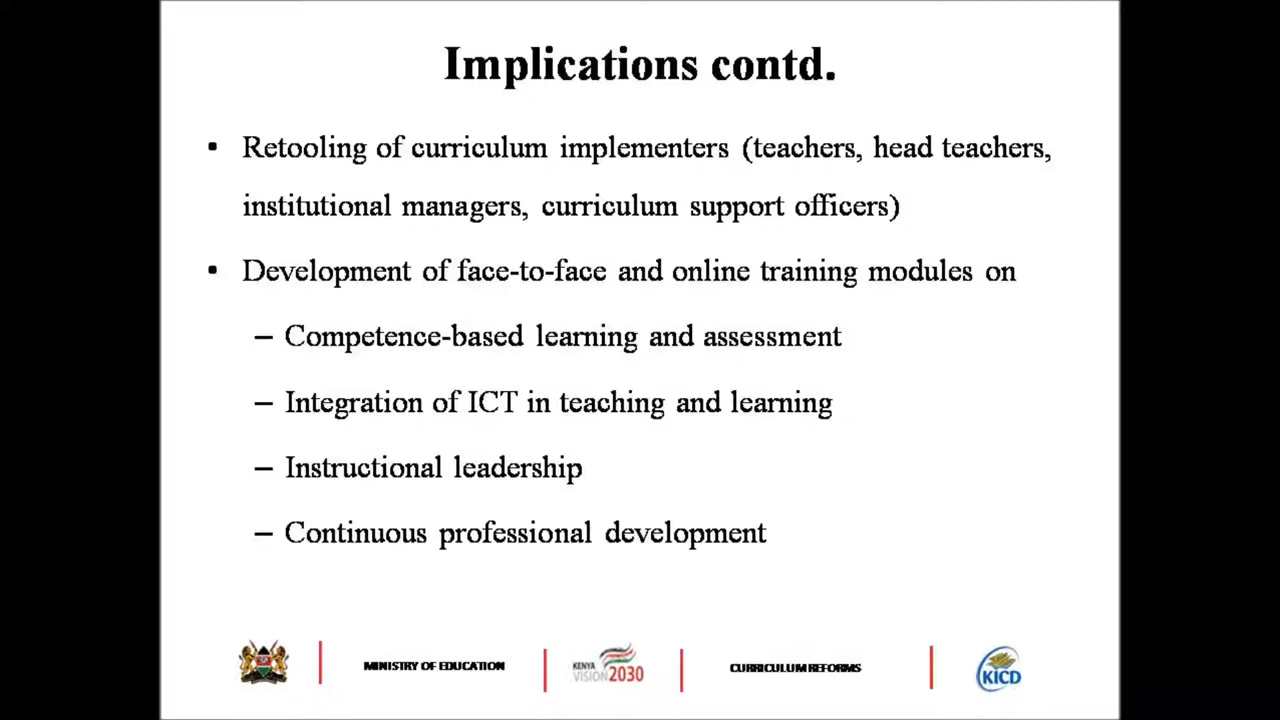 Implications contd.
▪ Retooling of curriculum implementers (teachers, head teachers,
institutional managers, curriculum support officers)
▪ Development of face-to-face and online training modules on
– Competence-based learning and assessment
– Integration of ICT in teaching and learning
– Instructional leadership
– Continuous professional development
MINISTRY OF EDUCATION
KENYA
VISION 2030
CURRICULUM REFORMS
KICD